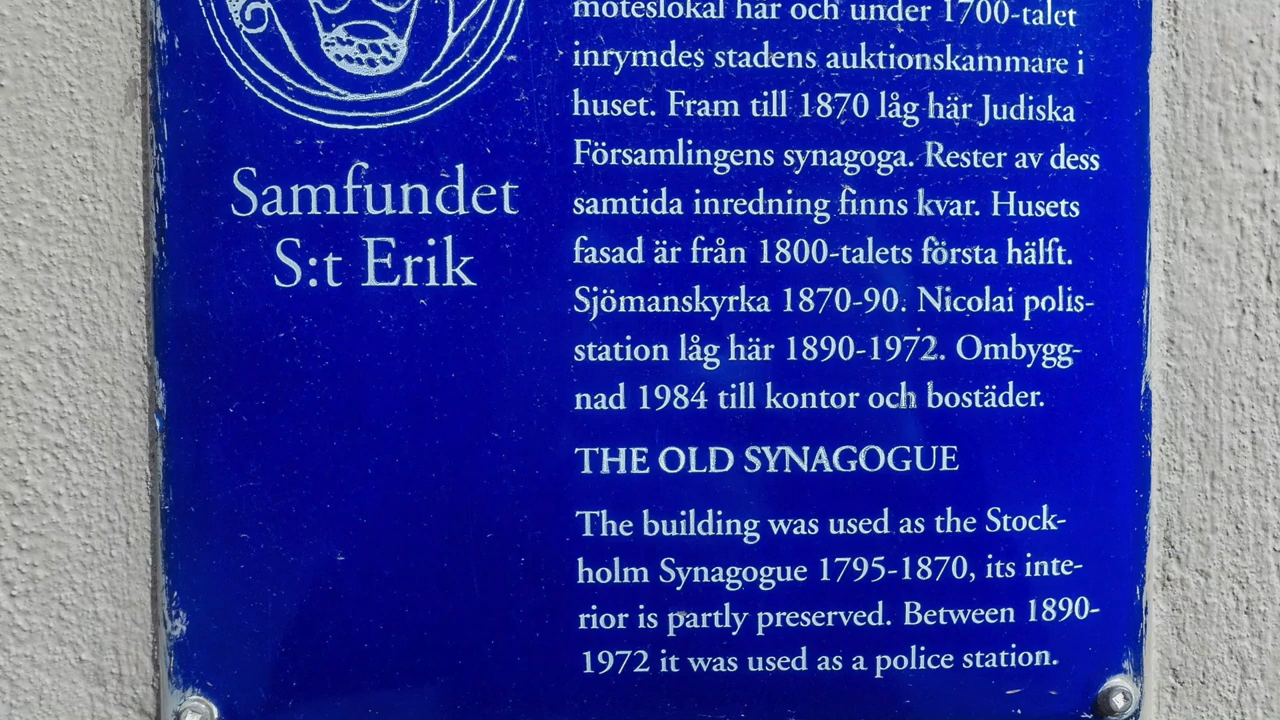 möteslokal här och under 1700-talet
inrymdes stadens auktionskammare i
huset. Fram till 1870 låg här Judiska
Församlingens synagoga. Rester av dess
samtida inredning finns kvar. Husets
fasad är från 1800-talets första hälft.
Sjömanskyrka 1870-90. Nicolai polis-
station låg här 1890-1972. Ombygg-
nad 1984 till kontor och bostäder.
THE OLD SYNAGOGUE
The building was used as the Stock-
holm Synagogue 1795-1870, its inte-
rior is partly preserved. Between 1890-
1972 it was used as a police station.
Samfundet
S:t Erik